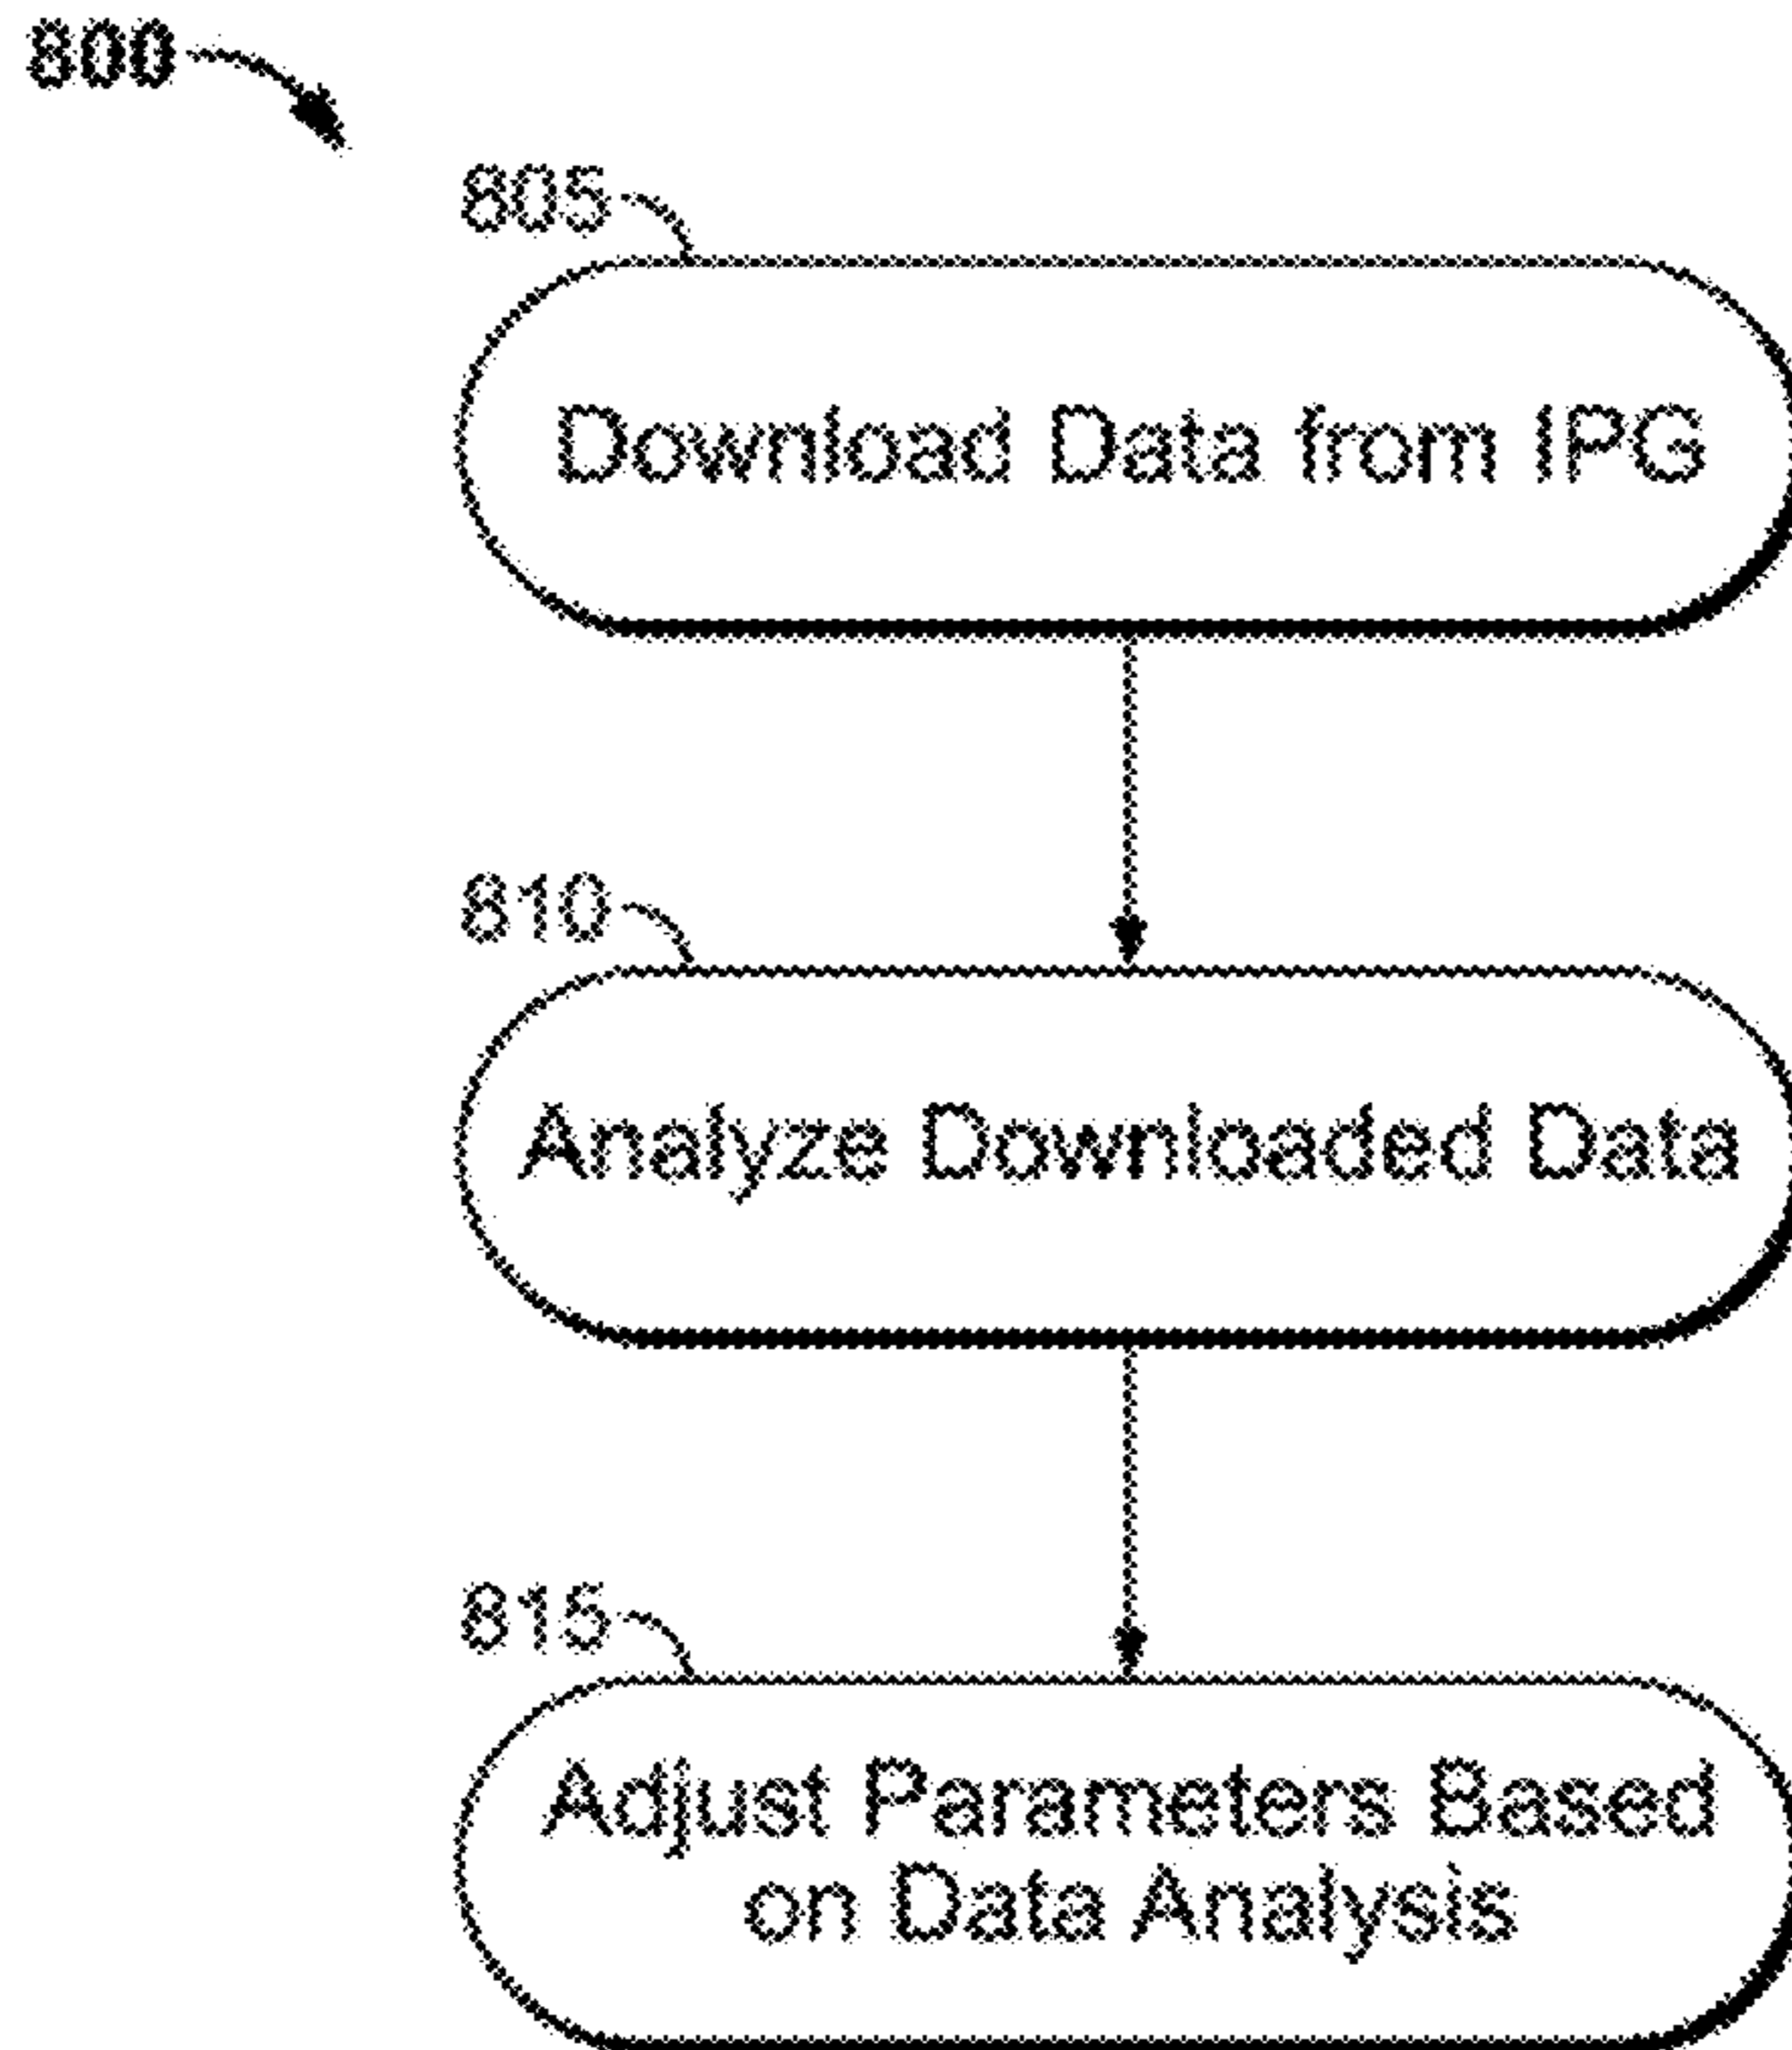 800
805
Download Data from IPG
810
Analyze Downloaded Data
815
Adjust Parameters Based
on Data Analysis